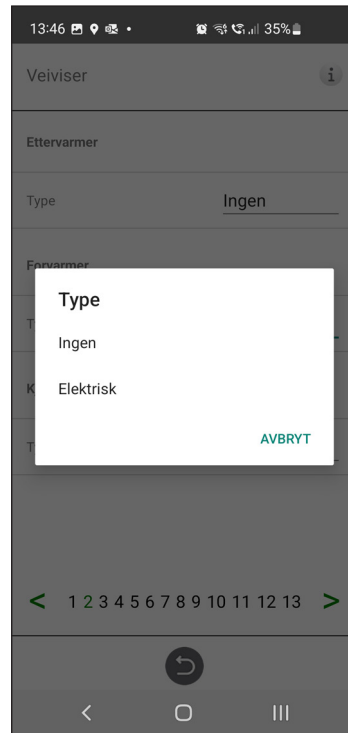 13:46 35%
Veiviser i
Ettervarmer
Type Ingen
Forvarmer
Type
Ingen
Elektrisk
AVBRYT
< 1 2 3 4 5 6 7 8 9 10 11 12 13 >